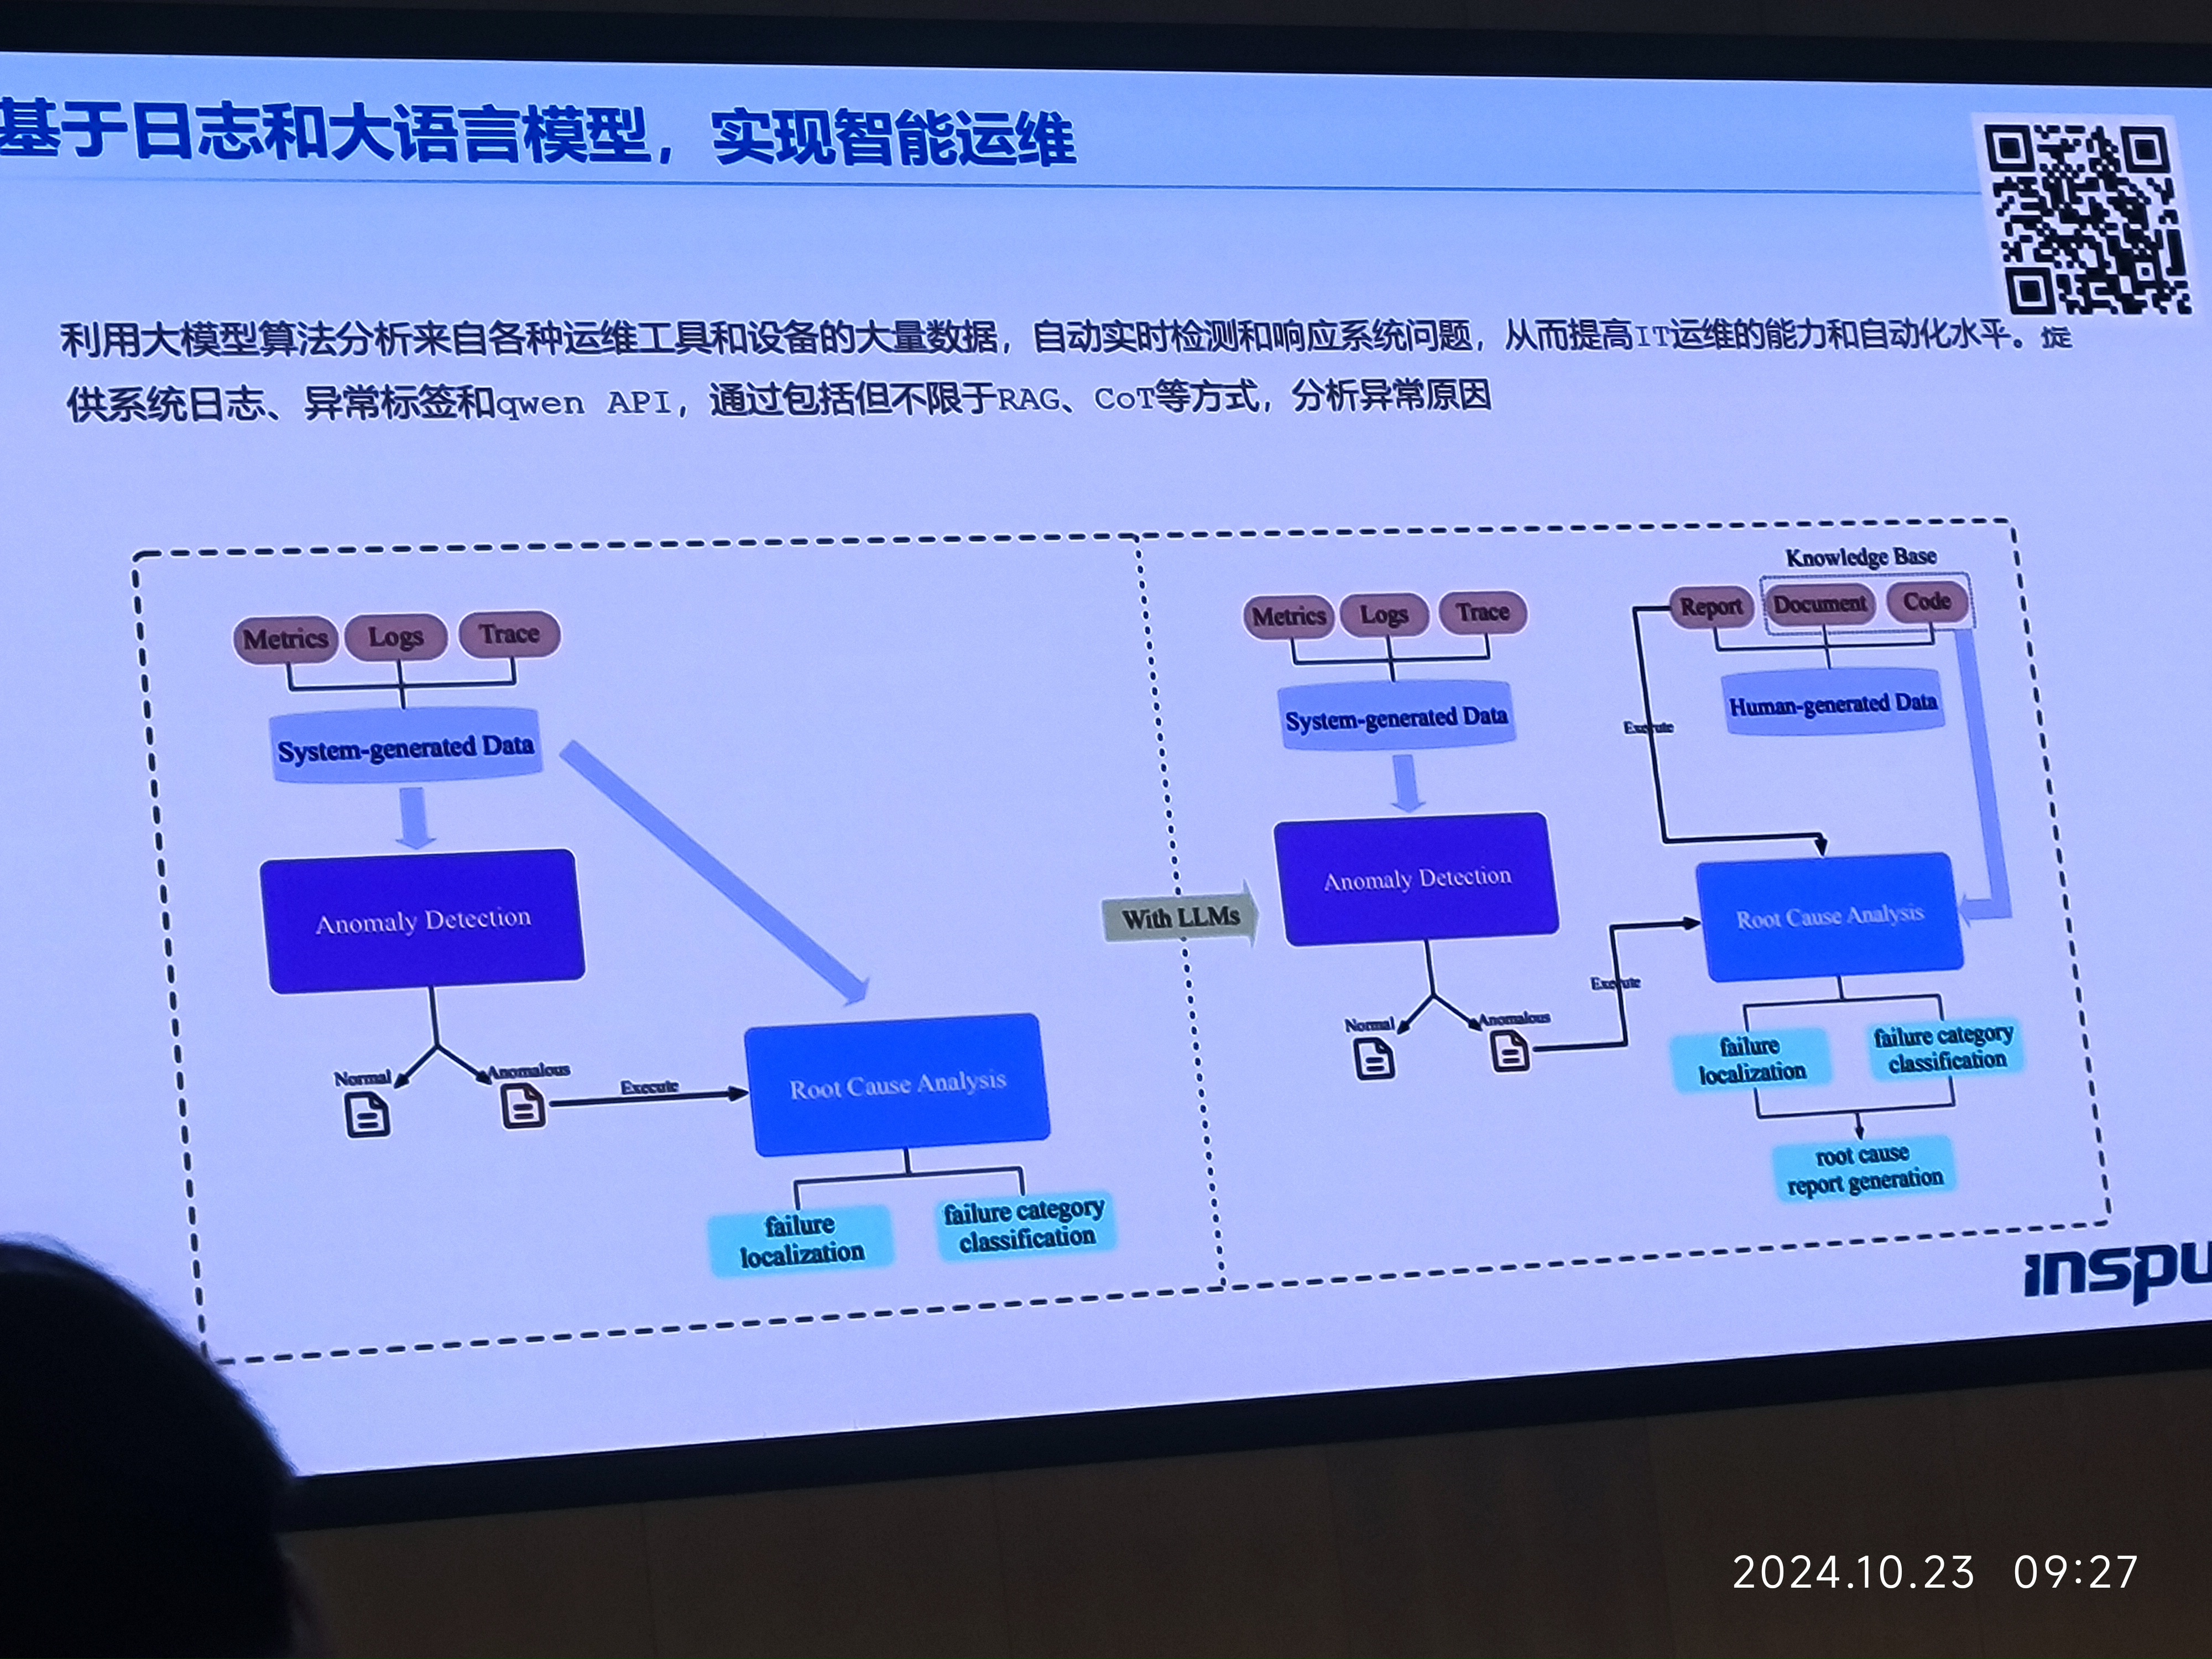 基于日志和大语言模型，实现智能运维
利用大模型算法分析来自各种运维工具和设备的大量数据，自动实时检测和响应系统问题，从而提高IT运维的能力和自动化水平。提
供系统日志、异常标签和qwen API，通过包括但不限于RAG、CoT等方式，分析异常原因
Metrics
Logs
Trace
System-generated Data
Anomaly Detection
Normal
Anomalous
Execute
Root Cause Analysis
failure
localization
failure category
classification
With LLMs
Metrics
Logs
Trace
System-generated Data
Anomaly Detection
Normal
Anomalous
Execute
Knowledge Base
Report
Document
Code
Human-generated Data
Execute
Root Cause Analysis
failure
localization
failure category
classification
root cause
report generation
inspu
2024.10.23 09:27